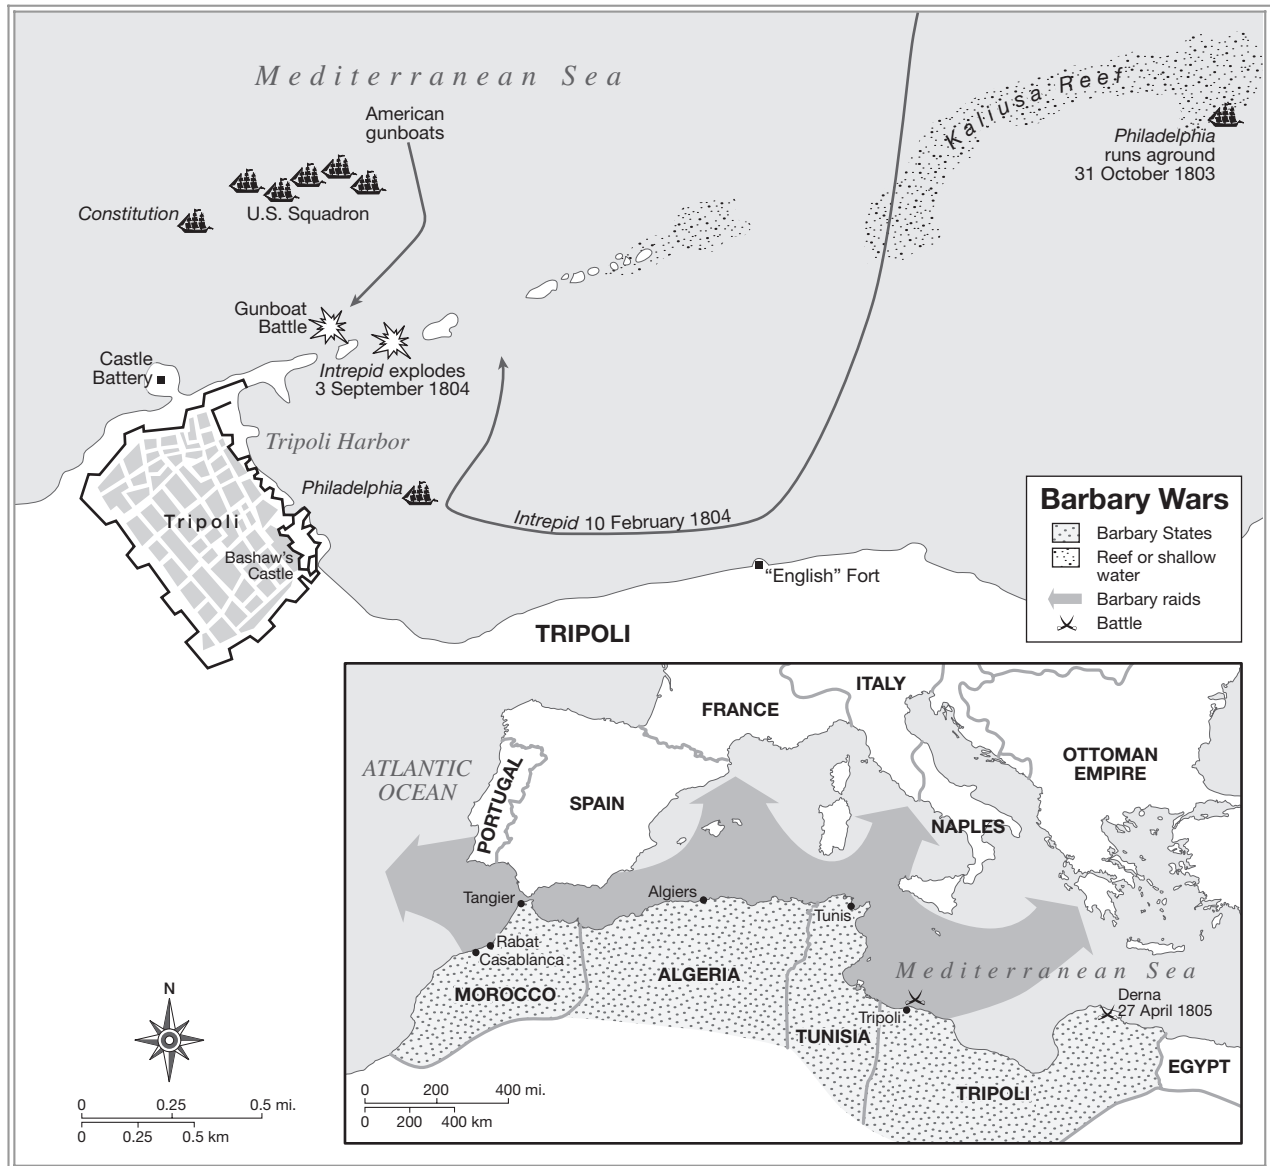 Mediterranean Sea
American
gunboats
Kaliusa Reef
Philadelphia
runs aground
31 October 1803
Constitution
U.S. Squadron
Gunboat
Battle
Castle
Battery
Intrepid explodes
3 September 1804
Tripoli Harbor
Philadelphia
Intrepid 10 February 1804
Tripoli
Bashaw's
Castle
"English" Fort
TRIPOLI
Barbary Wars
Barbary States
Reef or shallow
water
Barbary raids
Battle
ITALY
FRANCE
OTTOMAN
EMPIRE
ATLANTIC
OCEAN
PORTUGAL
SPAIN
NAPLES
Tangier
Algiers
Tunis
Rabat
Casablanca
ALGERIA
Mediterranean Sea
MOROCCO
Derna
27 April 1805
Tripoli
TUNISIA
EGYPT
TRIPOLI
0 200 400 mi.
0 200 400 km
N
0 0.25 0.5 mi.
0 0.25 0.5 km